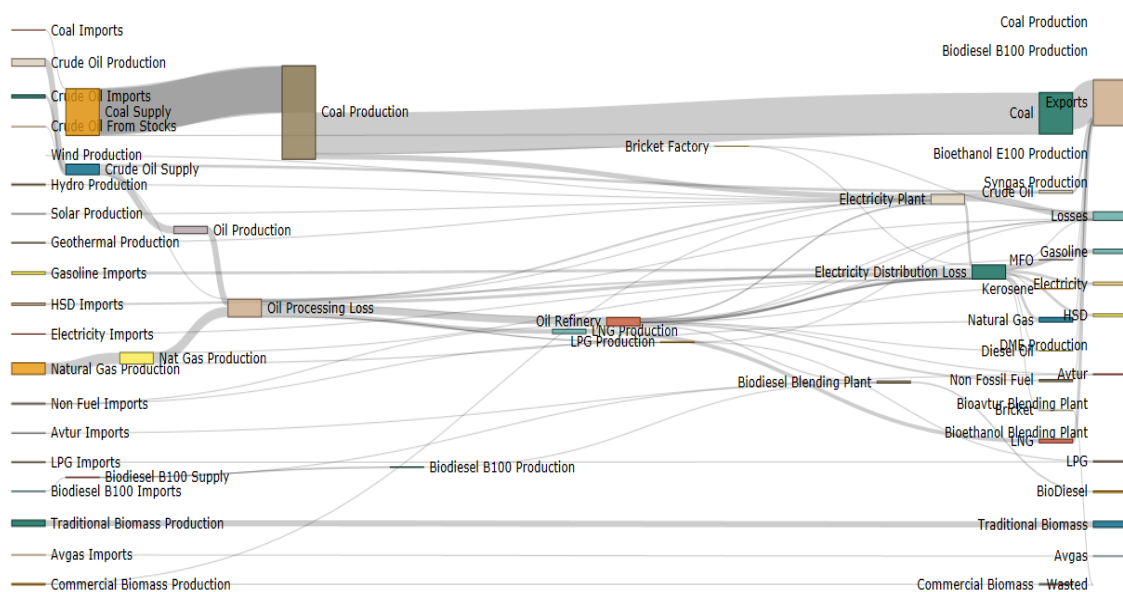 Coal Production
Coal Imports
Biodiesel B100 Production
Crude Oil Production
Crude Oil Imports
Exports
Coal Supply
Coal Production
Coal
Crude Oil From Stocks
Bricket Factory
Wind Production
Bioethanol E100 Production
Crude Oil Supply
Hydro Production
Syngas Production
Crude Oil
Electricity Plant
Solar Production
Losses
Oil Production
Geothermal Production
Gasoline
MFO
Gasoline Imports
Electricity Distribution Loss
Electricity
Kerosene
HSD Imports
Oil Processing Loss
HSD
Natural Gas
Oil Refinery
LNG Production
Electricity Imports
LPG Production
DME Production
Diesel Oil
Nat Gas Production
Natural Gas Production
Avtur
Biodiesel Blending Plant
Non Fossil Fuel
Non Fuel Imports
Bioavtur Blending Plant
Bricket
Avtur Imports
Bioethanol Blending Plant
LNG
LPG Imports
LPG
Biodiesel B100 Production
Biodiesel B100 Supply
Biodiesel B100 Imports
BioDiesel
Traditional Biomass Production
Traditional Biomass
Avgas Imports
Avgas
Commercial Biomass Production
Commercial Biomass
Wasted